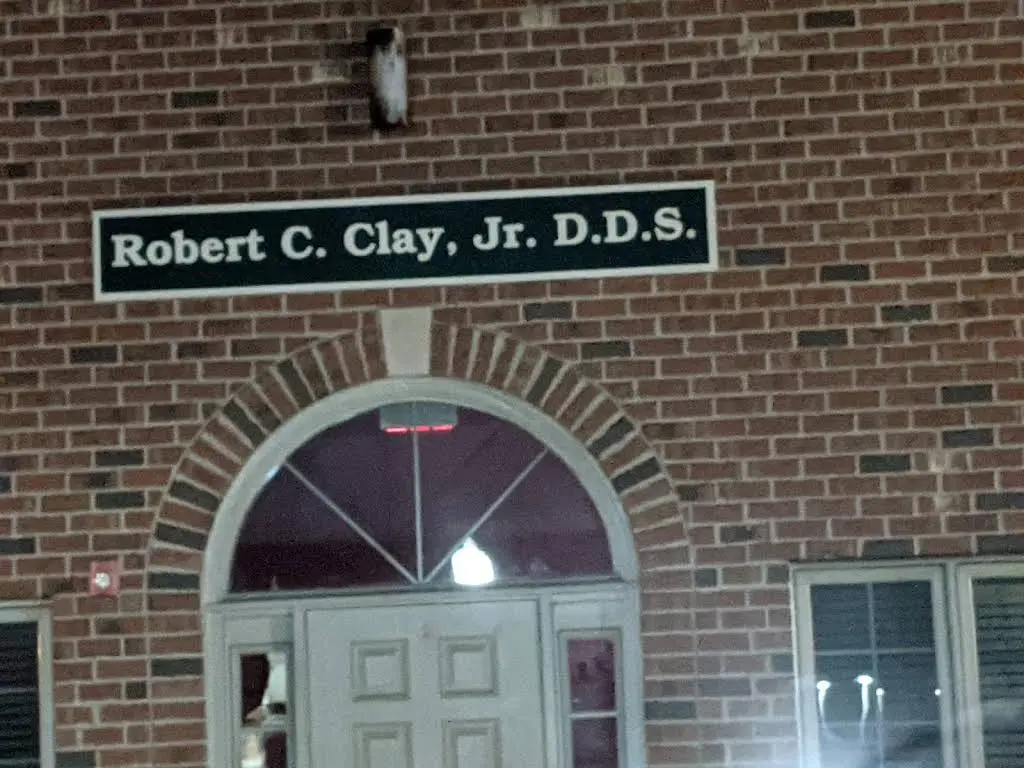 Robert C. Clay, Jr. D.D.S.